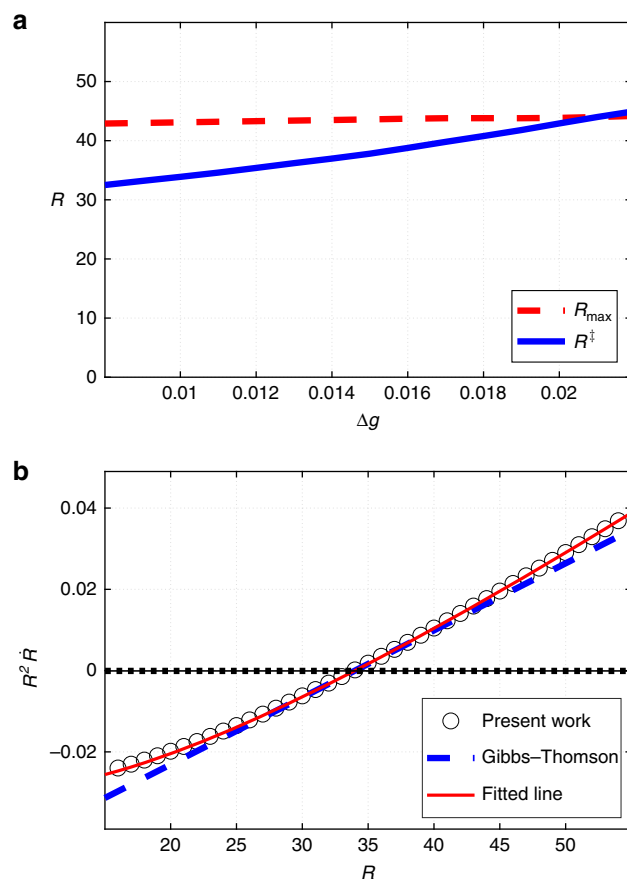 a
50
40
R
30
20
10
0
R_max
R^‡
0.01 0.012 0.014 0.016 0.018 0.02
Δg
b
0.04
0.02
R² Ṙ
0
−0.02
Present work
Gibbs–Thomson
Fitted line
20 25 30 35 40 45 50
R